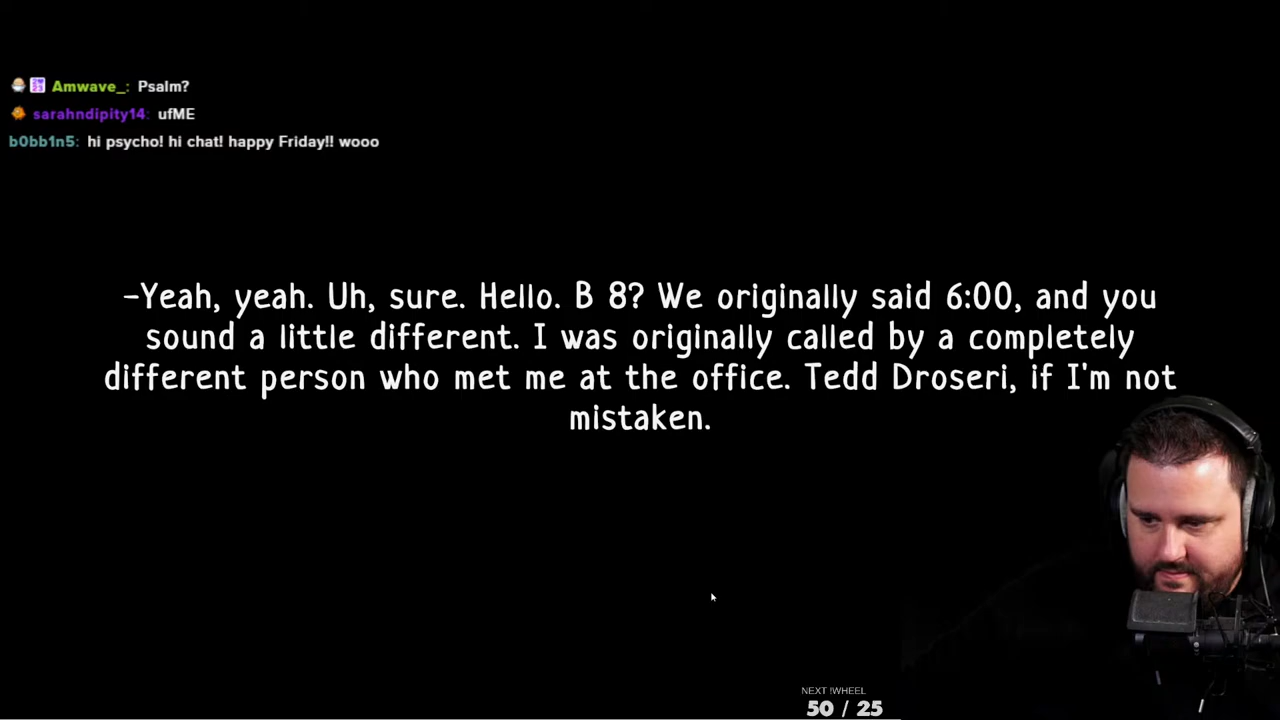 Amwave_: Psalm?
sarahndipity14: ufME
b0bb1n5: hi psycho! hi chat! happy Friday!! wooo
-Yeah, yeah. Uh, sure. Hello. B 8? We originally said 6:00, and you
sound a little different. I was originally called by a completely
different person who met me at the office. Tedd Droseri, if I'm not
mistaken.
NEXT !WHEEL
50 / 25